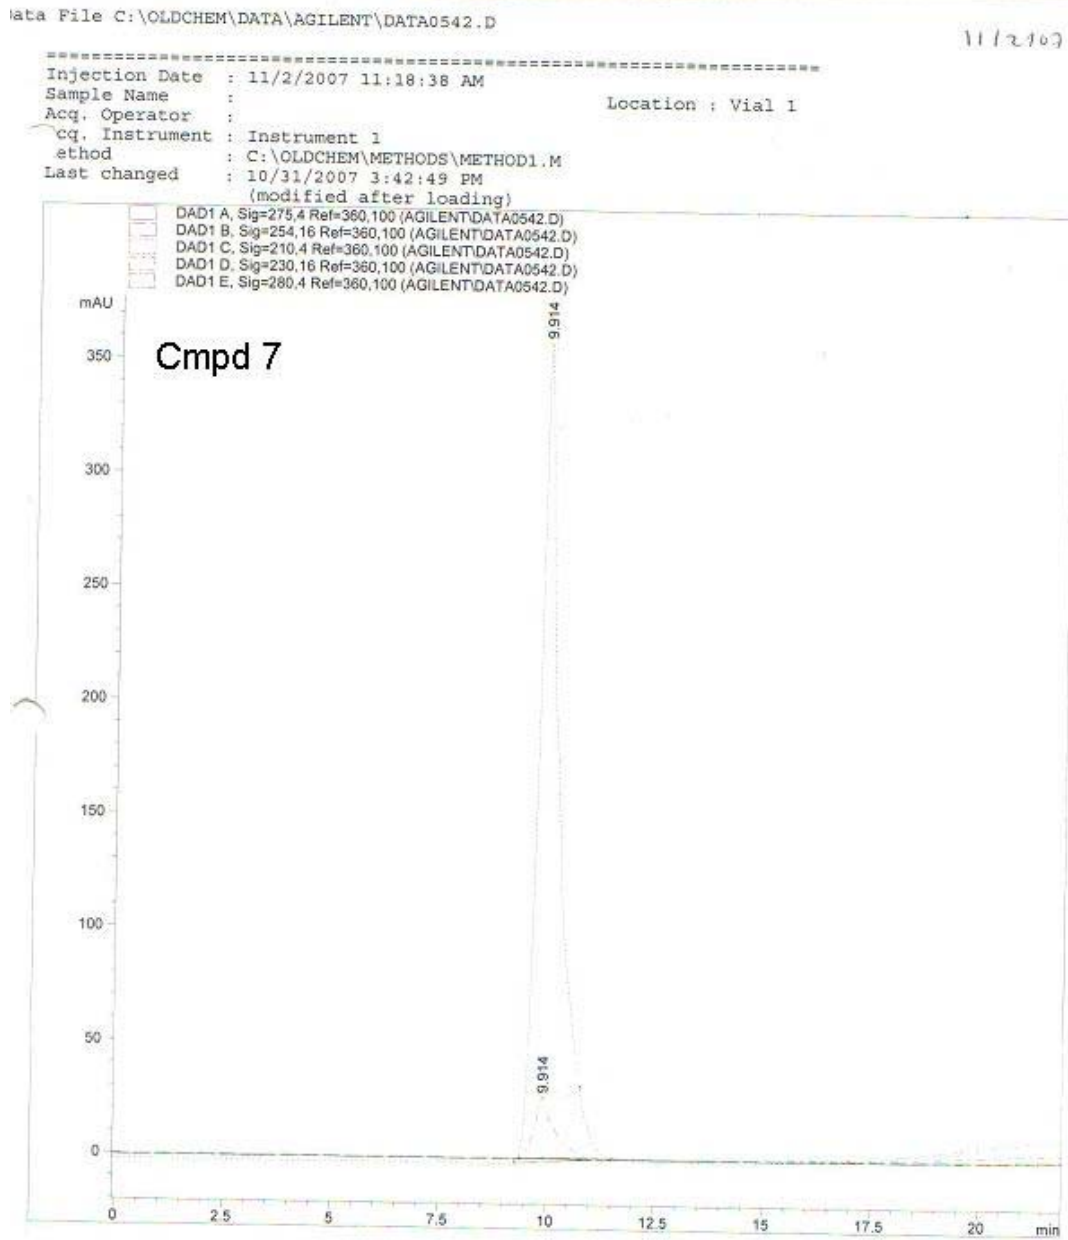 ata File C:\OLDCHEM\DATA\AGILENT\DATA0542.D
11/2/07
=====================================================================
Injection Date : 11/2/2007 11:18:38 AM
Sample Name : Location : Vial 1
Acq. Operator :
cq. Instrument : Instrument 1
ethod : C:\OLDCHEM\METHODS\METHOD1.M
Last changed : 10/31/2007 3:42:49 PM
(modified after loading)
DAD1 A, Sig=275,4 Ref=360,100 (AGILENT\DATA0542.D)
DAD1 B, Sig=254,16 Ref=360,100 (AGILENT\DATA0542.D)
DAD1 C, Sig=210,4 Ref=360,100 (AGILENT\DATA0542.D)
DAD1 D, Sig=230,16 Ref=360,100 (AGILENT\DATA0542.D)
DAD1 E, Sig=280,4 Ref=360,100 (AGILENT\DATA0542.D)
mAU
9.914
350
Cmpd 7
300
250
200
150
100
50
9.914
0
0 2.5 5 7.5 10 12.5 15 17.5 20 min